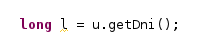 long l = u.getDni();